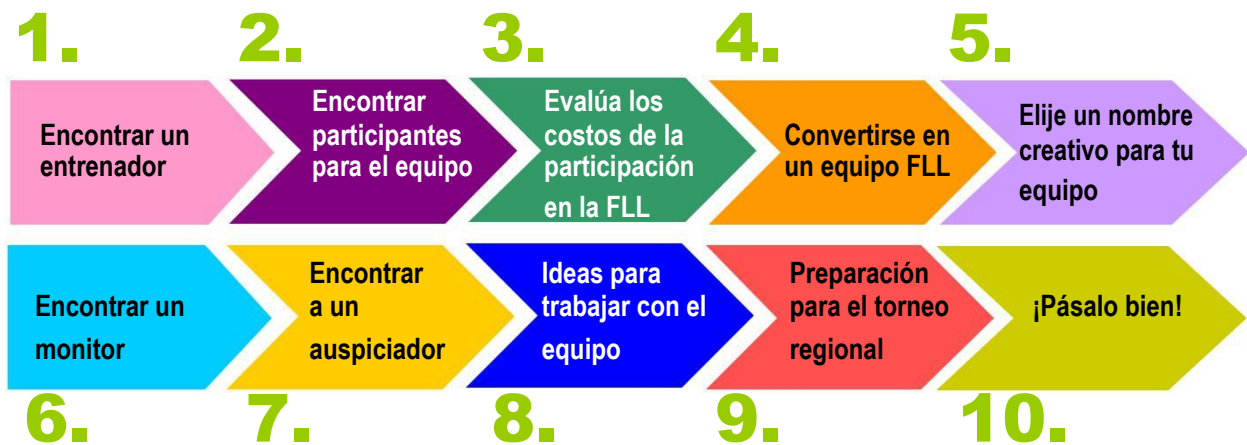 1.
2.
3.
4.
5.
Encontrar un
entrenador
Encontrar
participantes
para el equipo
Evalúa los
costos de la
participación
en la FLL
Convertirse en
un equipo FLL
Elije un nombre
creativo para tu
equipo
Encontrar un
monitor
Encontrar
a un
auspiciador
Ideas para
trabajar con el
equipo
Preparación
para el torneo
regional
¡Pásalo bien!
6.
7.
8.
9.
10.